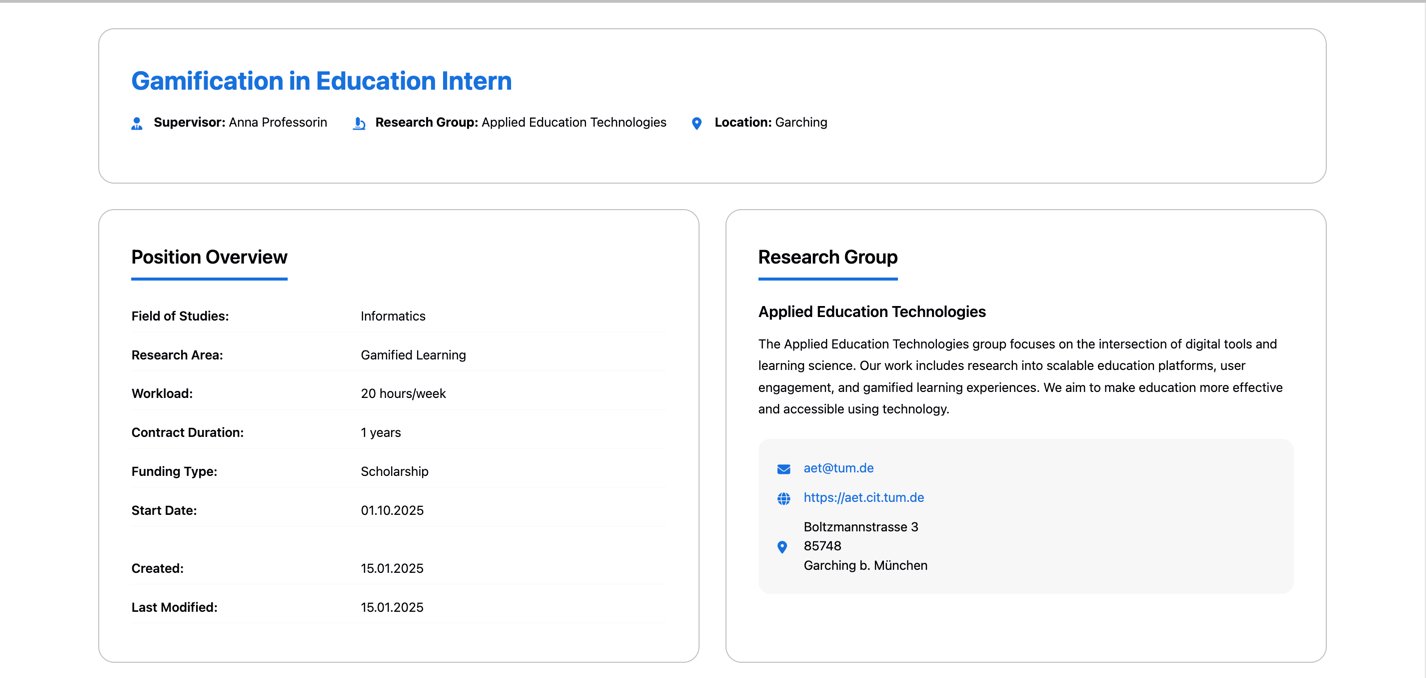 Gamification in Education Intern
Supervisor: Anna Professorin Research Group: Applied Education Technologies Location: Garching
Position Overview
Field of Studies: Informatics
Research Area: Gamified Learning
Workload: 20 hours/week
Contract Duration: 1 years
Funding Type: Scholarship
Start Date: 01.10.2025
Created: 15.01.2025
Last Modified: 15.01.2025
Research Group
Applied Education Technologies
The Applied Education Technologies group focuses on the intersection of digital tools and
learning science. Our work includes research into scalable education platforms, user
engagement, and gamified learning experiences. We aim to make education more effective
and accessible using technology.
aet@tum.de
https://aet.cit.tum.de
Boltzmannstrasse 3
85748
Garching b. München